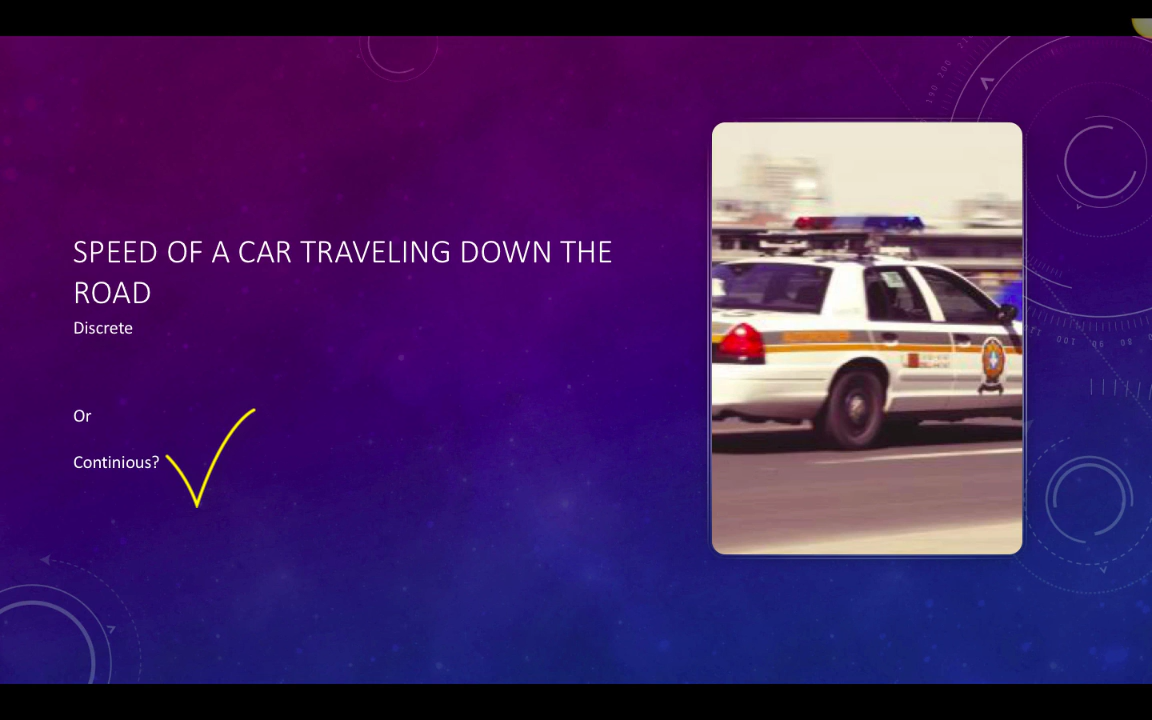 SPEED OF A CAR TRAVELING DOWN THE
ROAD
Discrete
Or
Continious?